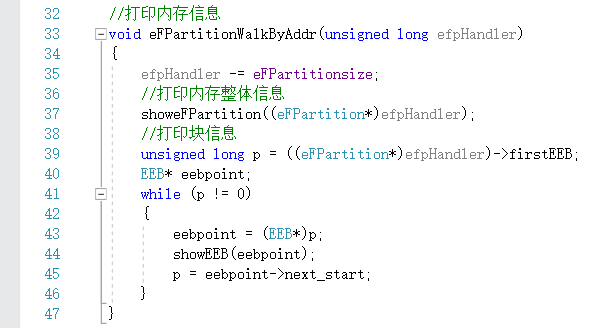 32 //打印内存信息
33 void eFPartitionWalkByAddr(unsigned long efpHandler)
34 {
35 efpHandler -= eFPartitionsize;
36 //打印内存整体信息
37 showeFPartition((eFPartition*)efpHandler);
38 //打印块信息
39 unsigned long p = ((eFPartition*)efpHandler)->firstEEB;
40 EEB* eebpoint;
41 while (p != 0)
42 {
43 eebpoint = (EEB*)p;
44 showEEB(eebpoint);
45 p = eebpoint->next_start;
46 }
47 }